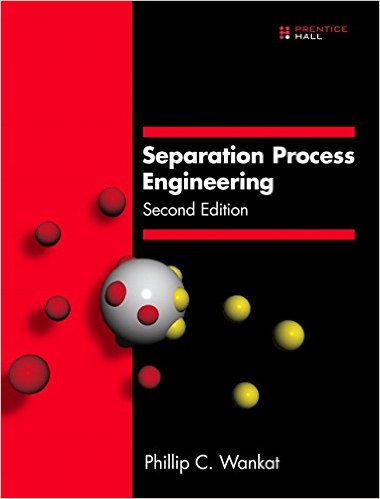 PRENTICE
HALL
Separation Process
Engineering
Second Edition
Phillip C. Wankat